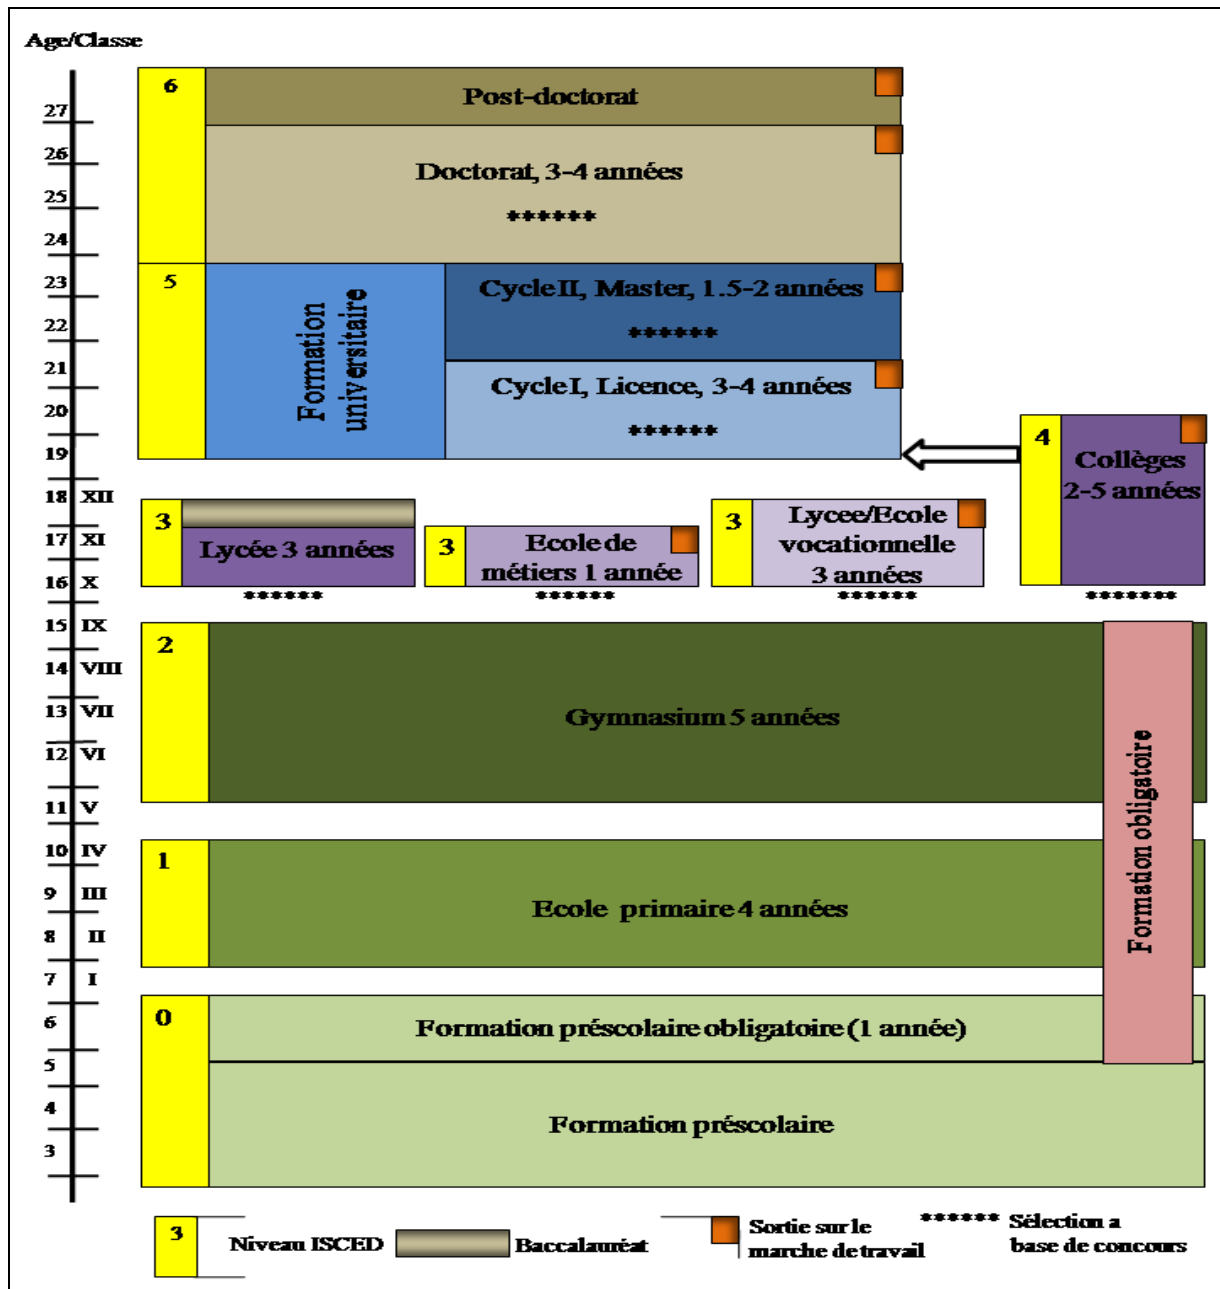 Age/Classe
6
Post-doctorat
27
26
Doctorat, 3-4 années
25
******
24
5
Formation
universitaire
23
Cycle II, Master, 1.5-2 années
22
******
21
Cycle I, Licence, 3-4 années
20
******
19
4
Collèges
2-5 années
18 XII
3
3
Lycee/Ecole
vocationnelle
3 années
17 XI
Lycée 3 années
3
Ecole de
métiers 1 année
16 X
****** ****** ****** *******
15 IX
2
14 VIII
13 VII
Gymnasium 5 années
12 VI
11 V
Formation obligatoire
10 IV
1
9 III
Ecole primaire 4 années
8 II
7 I
0
6
Formation préscolaire obligatoire (1 année)
5
4
Formation préscolaire
3
3
Niveau ISCED
Baccalauréat
Sortie sur le
marche de travail
****** Sélection a
base de concours